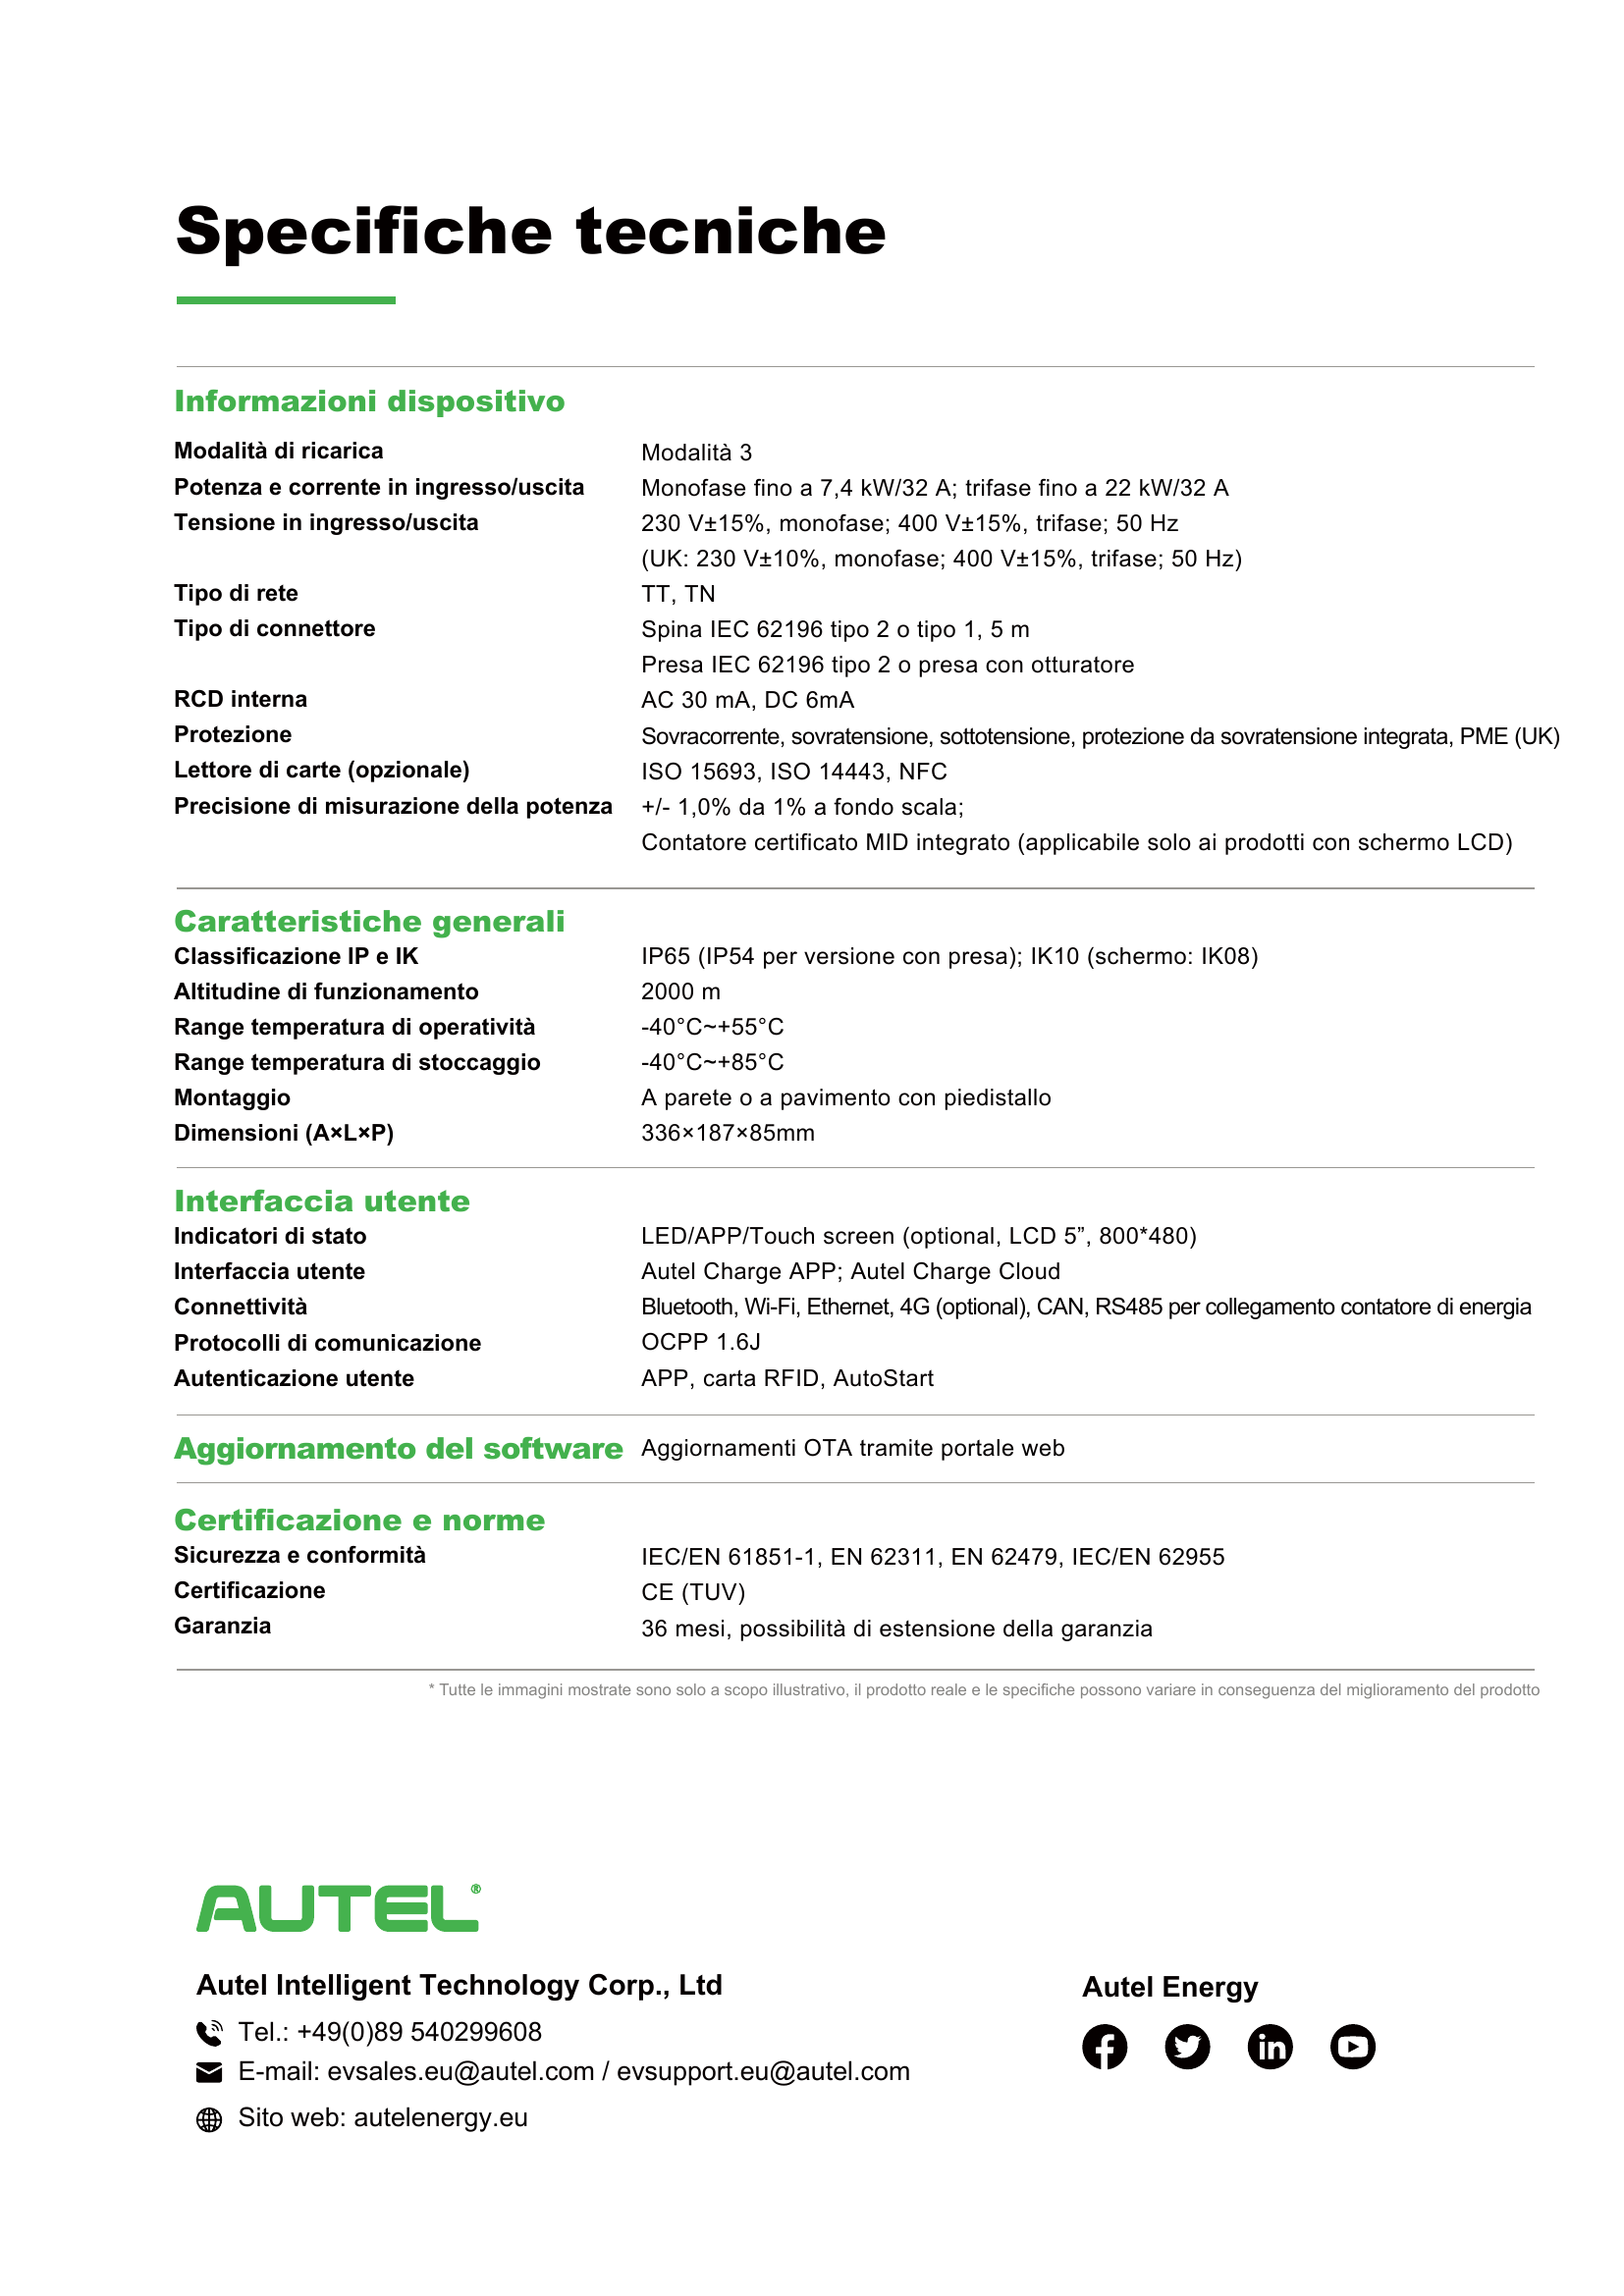 Specifiche tecniche
Informazioni dispositivo
Modalità di ricarica Modalità 3
Potenza e corrente in ingresso/uscita Monofase fino a 7,4 kW/32 A; trifase fino a 22 kW/32 A
Tensione in ingresso/uscita 230 V±15%, monofase; 400 V±15%, trifase; 50 Hz
(UK: 230 V±10%, monofase; 400 V±15%, trifase; 50 Hz)
Tipo di rete TT, TN
Tipo di connettore Spina IEC 62196 tipo 2 o tipo 1, 5 m
Presa IEC 62196 tipo 2 o presa con otturatore
RCD interna AC 30 mA, DC 6mA
Protezione Sovracorrente, sovratensione, sottotensione, protezione da sovratensione integrata, PME (UK)
Lettore di carte (opzionale) ISO 15693, ISO 14443, NFC
Precisione di misurazione della potenza +/- 1,0% da 1% a fondo scala;
Contatore certificato MID integrato (applicabile solo ai prodotti con schermo LCD)
Caratteristiche generali
Classificazione IP e IK IP65 (IP54 per versione con presa); IK10 (schermo: IK08)
Altitudine di funzionamento 2000 m
Range temperatura di operatività -40°C~+55°C
Range temperatura di stoccaggio -40°C~+85°C
Montaggio A parete o a pavimento con piedistallo
Dimensioni (A×L×P) 336×187×85mm
Interfaccia utente
Indicatori di stato LED/APP/Touch screen (optional, LCD 5”, 800*480)
Interfaccia utente Autel Charge APP; Autel Charge Cloud
Connettività Bluetooth, Wi-Fi, Ethernet, 4G (optional), CAN, RS485 per collegamento contatore di energia
Protocolli di comunicazione OCPP 1.6J
Autenticazione utente APP, carta RFID, AutoStart
Aggiornamento del software Aggiornamenti OTA tramite portale web
Certificazione e norme
Sicurezza e conformità IEC/EN 61851-1, EN 62311, EN 62479, IEC/EN 62955
Certificazione CE (TUV)
Garanzia 36 mesi, possibilità di estensione della garanzia
* Tutte le immagini mostrate sono solo a scopo illustrativo, il prodotto reale e le specifiche possono variare in conseguenza del miglioramento del prodotto
AUTEL®
Autel Intelligent Technology Corp., Ltd
Tel.: +49(0)89 540299608
E-mail: evsales.eu@autel.com / evsupport.eu@autel.com
Sito web: autelenergy.eu
Autel Energy